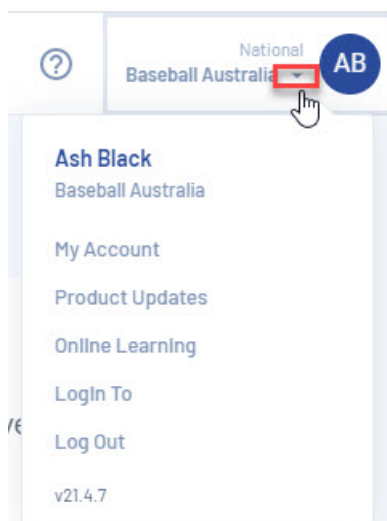 National
Baseball Australia
AB
Ash Black
Baseball Australia
My Account
Product Updates
Online Learning
LogIn To
Log Out
v21.4.7